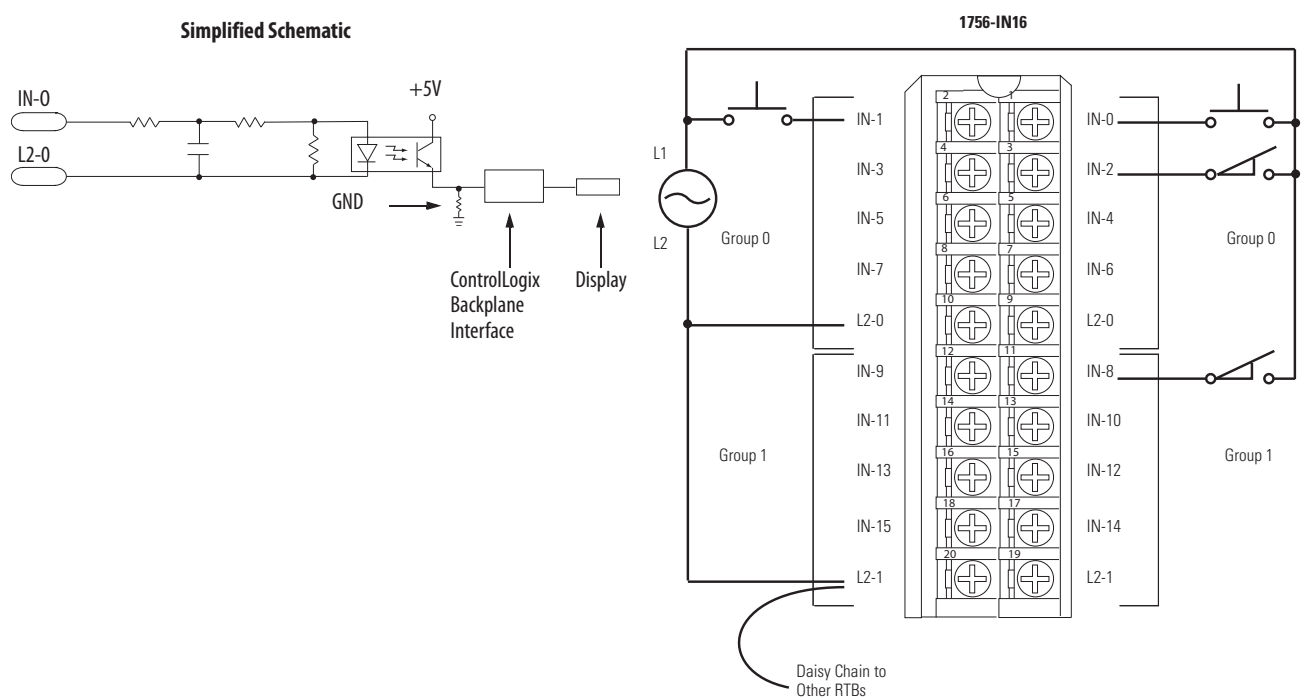 Simplified Schematic
IN-0
L2-0
+5V
GND
ControlLogix
Backplane
Interface
Display
1756-IN16
L1
L2
Group 0
Group 1
IN-1
IN-3
IN-5
IN-7
L2-0
IN-9
IN-11
IN-13
IN-15
L2-1
2 1
4 3
6 5
8 7
10 9
12 11
14 13
16 15
18 17
20 19
IN-0
IN-2
IN-4
IN-6
L2-0
IN-8
IN-10
IN-12
IN-14
L2-1
Group 0
Group 1
Daisy Chain to
Other RTBs